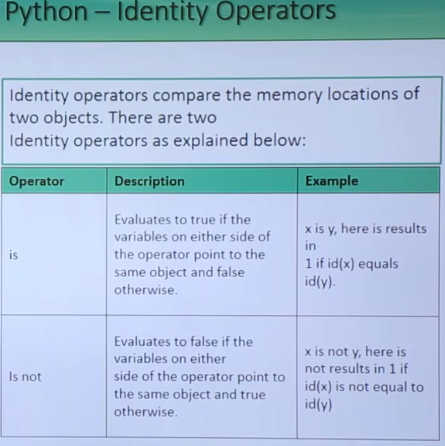 Python – Identity Operators
Identity operators compare the memory locations of
two objects. There are two
Identity operators as explained below:
Operator
Description
Example
is
Evaluates to true if the
variables on either side of
the operator point to the
same object and false
otherwise.
x is y, here is results
in
1 if id(x) equals
id(y).
Is not
Evaluates to false if the
variables on either
side of the operator point to
the same object and true
otherwise.
x is not y, here is
not results in 1 if
id(x) is not equal to
id(y)